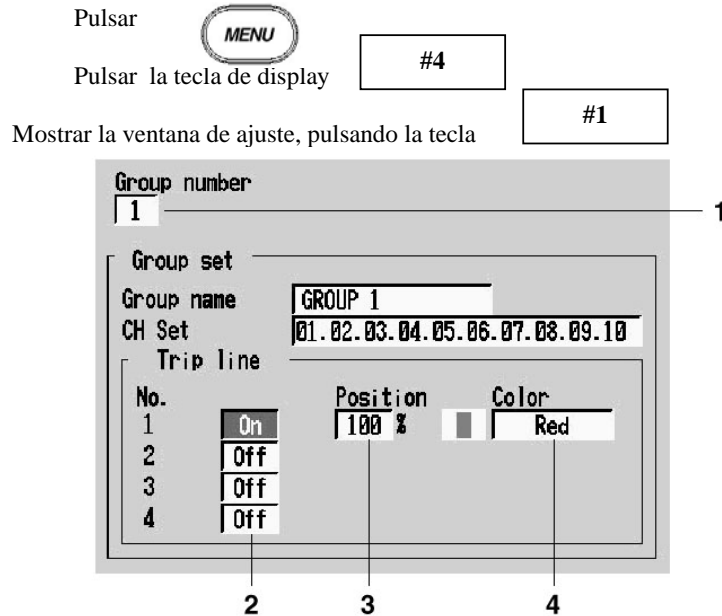 Pulsar MENU
Pulsar la tecla de display #4
Mostrar la ventana de ajuste, pulsando la tecla #1
Group number
1 1
Group set
Group name GROUP 1
CH Set 01.02.03.04.05.06.07.08.09.10
Trip line
No. Position Color
1 On 100 % Red
2 Off
3 Off
4 Off
2 3 4